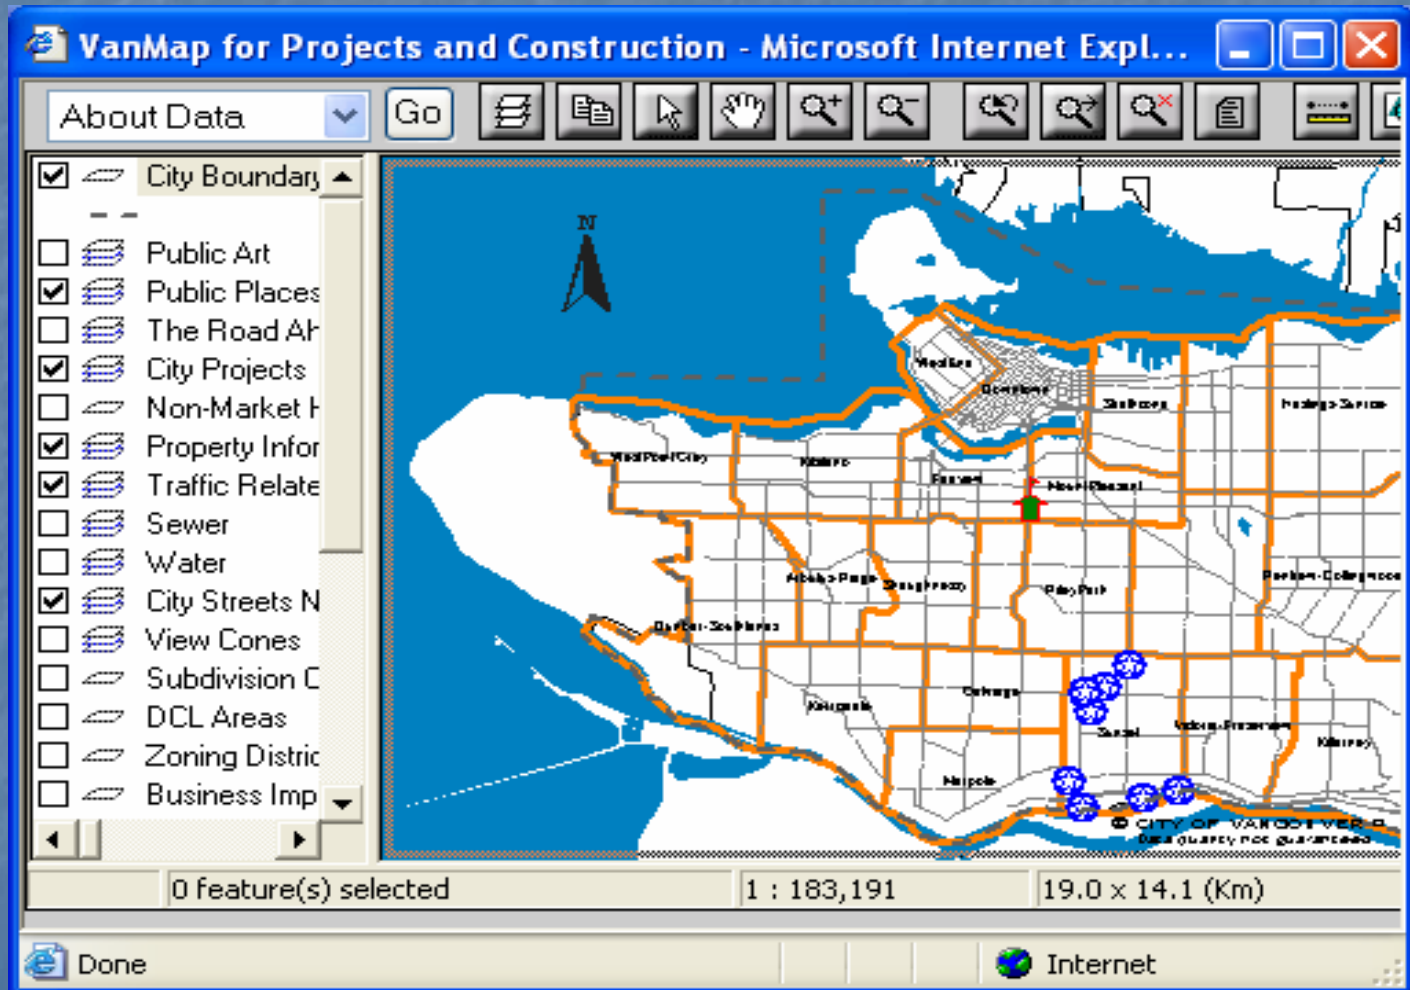 VanMap for Projects and Construction - Microsoft Internet Expl...
About Data
Go
City Boundary
Public Art
Public Places
The Road Ah
City Projects
Non-Market H
Property Infor
Traffic Relate
Sewer
Water
City Streets N
View Cones
Subdivision C
DCL Areas
Zoning Distric
Business Imp
N
West End
Downtown
Strathcona
Hastings-Sunrise
West Point Grey
Kitsilano
Fairview
Mount Pleasant
Arbutus-Ridge
Shaughnessy
Riley Park
Renfrew-Collingwood
Dunbar-Southlands
Kerrisdale
Oakridge
Sunset
Victoria-Fraserview
Killarney
Marpole
© CITY OF VANCOUVER
Data quality not guaranteed
0 feature(s) selected
1 : 183,191
19.0 x 14.1 (Km)
Done
Internet